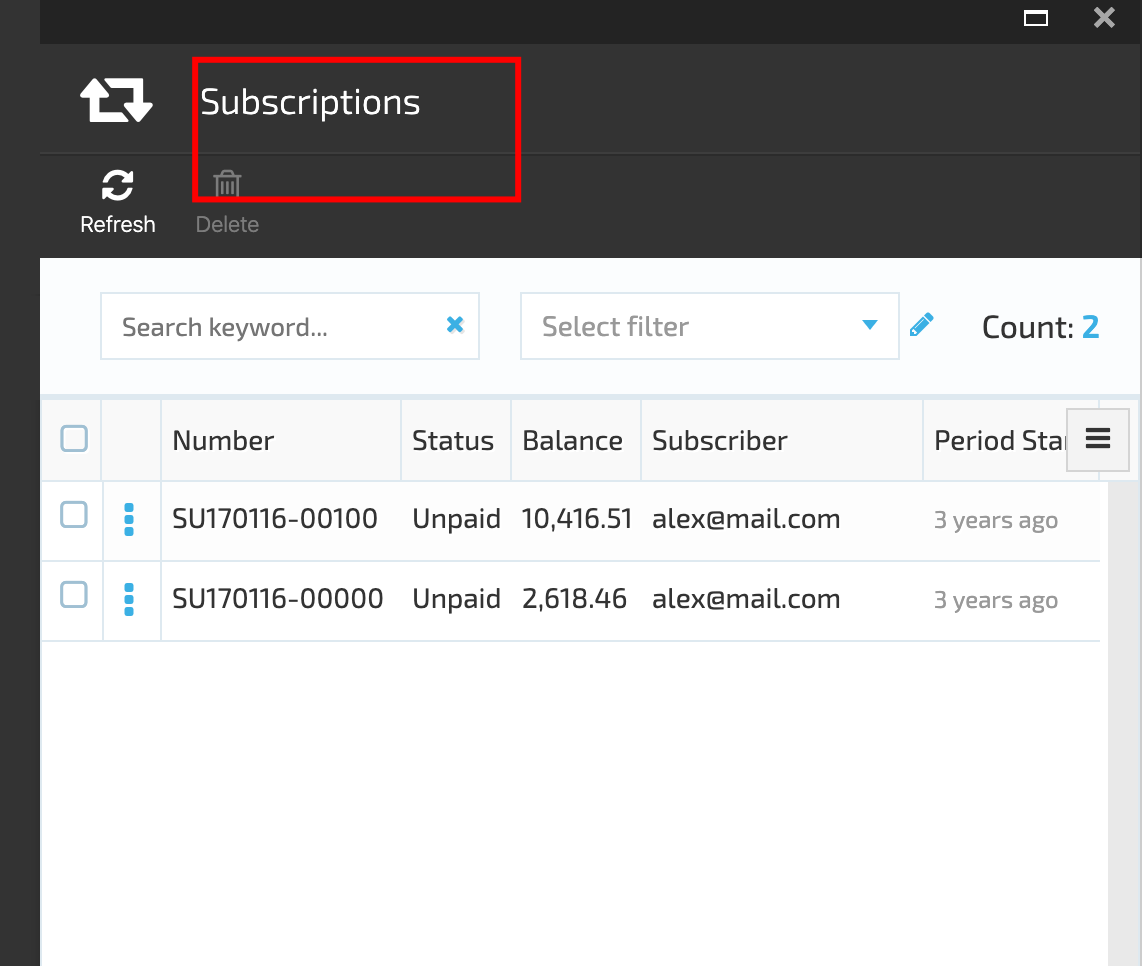 Subscriptions
Refresh Delete
Search keyword... Select filter Count: 2
Number Status Balance Subscriber Period Sta
SU170116-00100 Unpaid 10,416.51 alex@mail.com 3 years ago
SU170116-00000 Unpaid 2,618.46 alex@mail.com 3 years ago